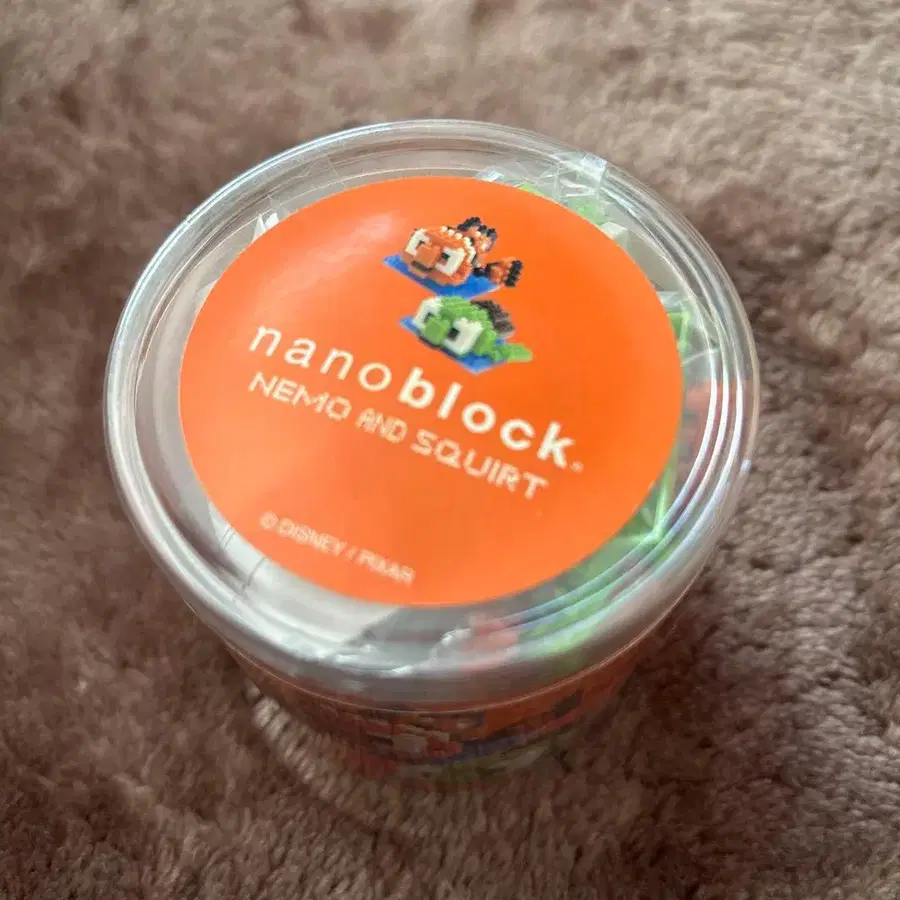 nanoblock®
NEMO AND SQUIRT
© DISNEY / PIXAR